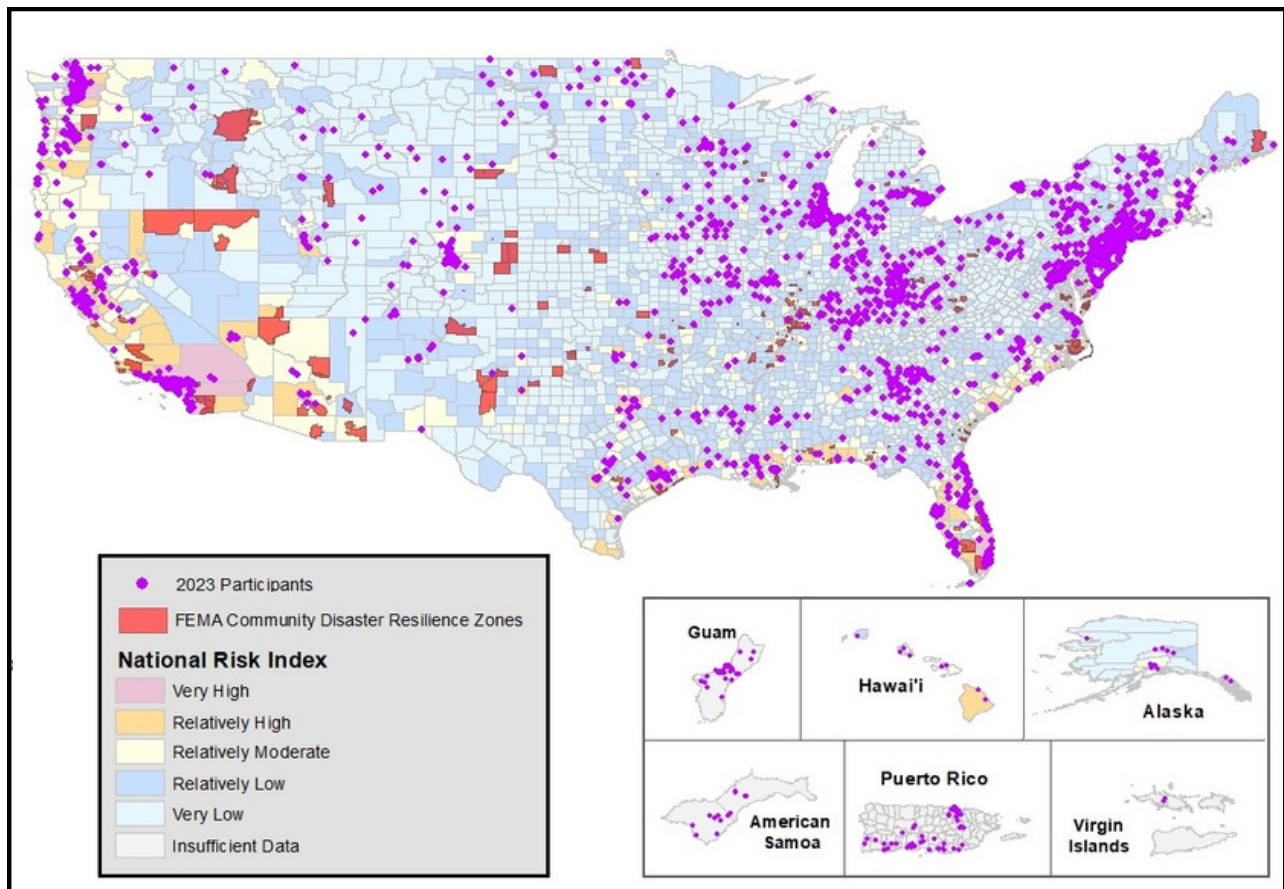 2023 Participants
FEMA Community Disaster Resilience Zones
National Risk Index
Very High
Relatively High
Relatively Moderate
Relatively Low
Very Low
Insufficient Data
Guam
Hawai'i
Alaska
American
Samoa
Puerto Rico
Virgin
Islands